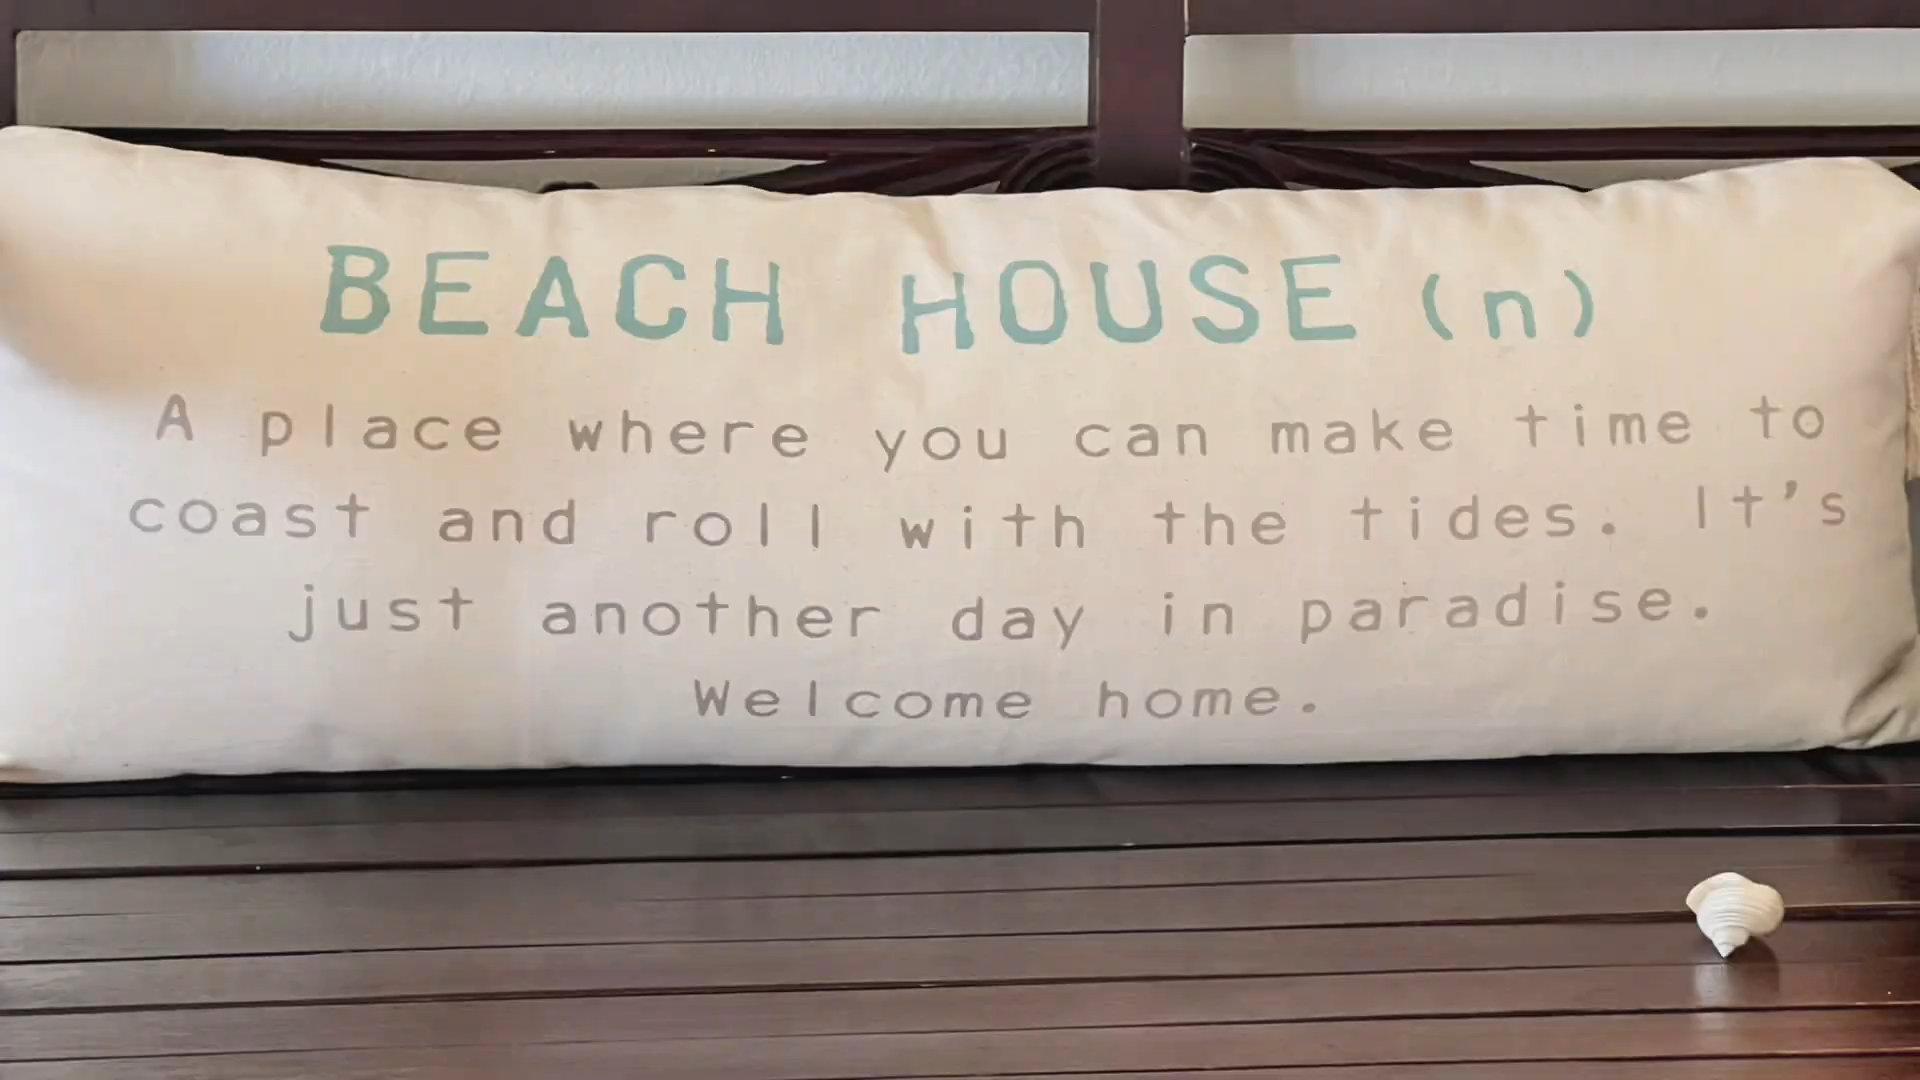 BEACH HOUSE (n)
A place where you can make time to
coast and roll with the tides. It's
just another day in paradise.
Welcome home.